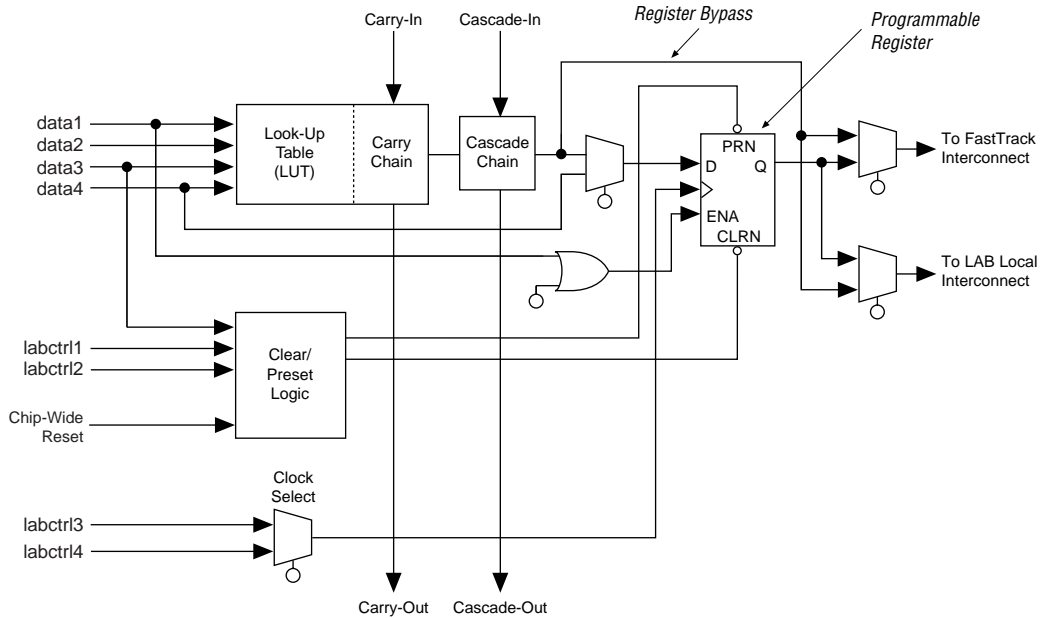 Carry-In
Cascade-In
Register Bypass
Programmable
Register
data1
data2
data3
data4
Look-Up
Table
(LUT)
Carry
Chain
Cascade
Chain
PRN
D
Q
ENA
CLRN
To FastTrack
Interconnect
To LAB Local
Interconnect
labctrl1
labctrl2
Clear/
Preset
Logic
Chip-Wide
Reset
Clock
Select
labctrl3
labctrl4
Carry-Out
Cascade-Out